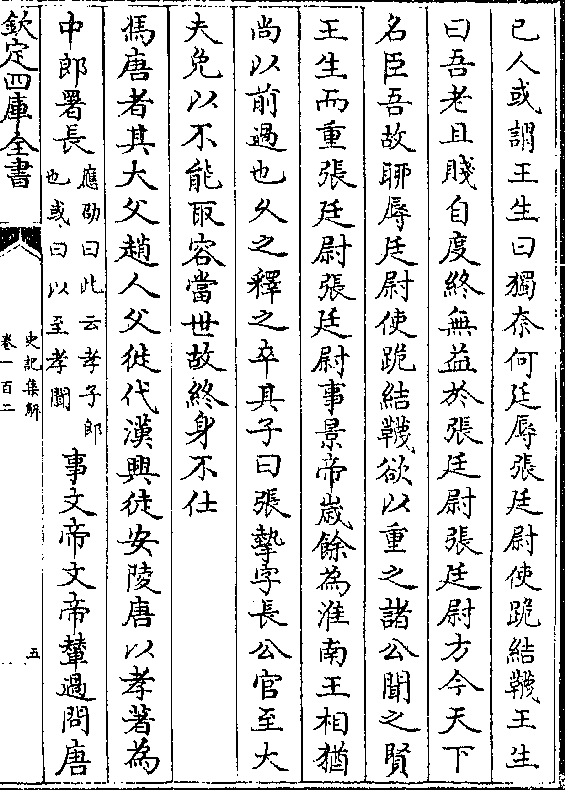 已人或謂王生曰獨奈何廷辱張廷尉使跪結韈王生
曰吾老且賤自度終無益於張廷尉張廷尉方今天下
名臣吾故聊辱廷尉使跪結韈欲以重之諸公聞之賢
王生而重張廷尉張廷尉事景帝歲餘為淮南王相猶
尚以前過也乆之釋之卒其子曰張摯字長公官至大
夫免以不能取容當世故終身不仕
馮唐者其大父趙人父徙代漢興徙安陵唐以孝著為
中郎署長應劭曰此云孝子郎也或曰以至孝聞事文帝文帝輦過問唐
欽定四庫全書
史記集解
卷一百二
五